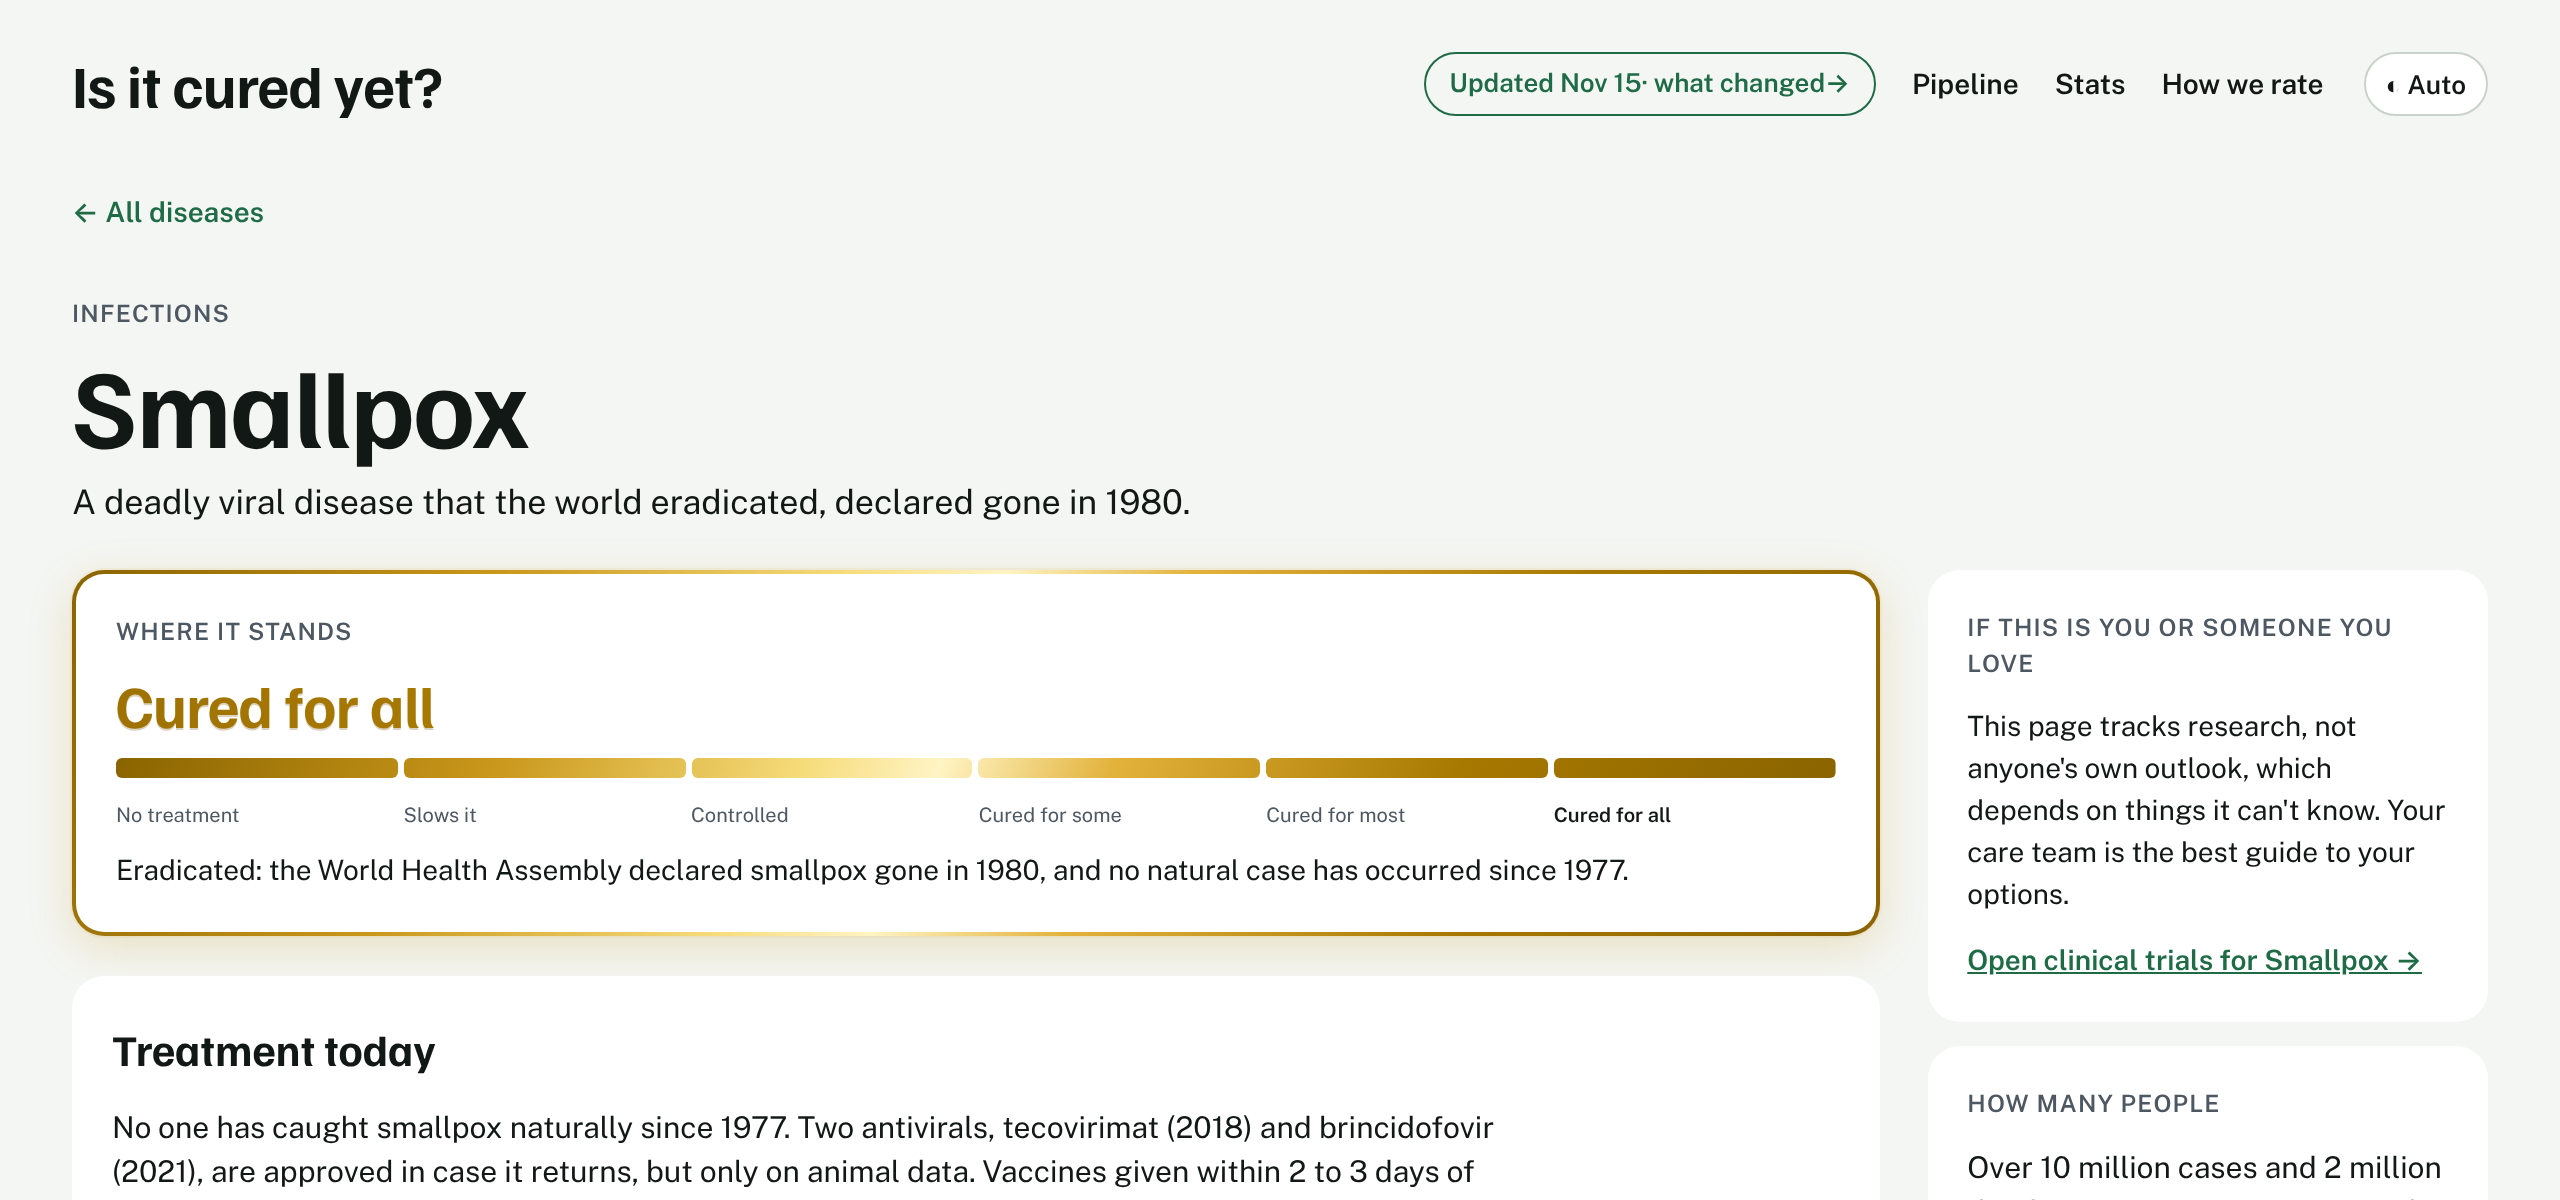 Is it cured yet?
Updated Nov 15· what changed→
Pipeline
Stats
How we rate
Auto
← All diseases
INFECTIONS
Smallpox
A deadly viral disease that the world eradicated, declared gone in 1980.
WHERE IT STANDS
Cured for all
No treatment
Slows it
Controlled
Cured for some
Cured for most
Cured for all
Eradicated: the World Health Assembly declared smallpox gone in 1980, and no natural case has occurred since 1977.
Treatment today
No one has caught smallpox naturally since 1977. Two antivirals, tecovirimat (2018) and brincidofovir
(2021), are approved in case it returns, but only on animal data. Vaccines given within 2 to 3 days of
IF THIS IS YOU OR SOMEONE YOU
LOVE
This page tracks research, not
anyone's own outlook, which
depends on things it can't know. Your
care team is the best guide to your
options.
Open clinical trials for Smallpox →
HOW MANY PEOPLE
Over 10 million cases and 2 million